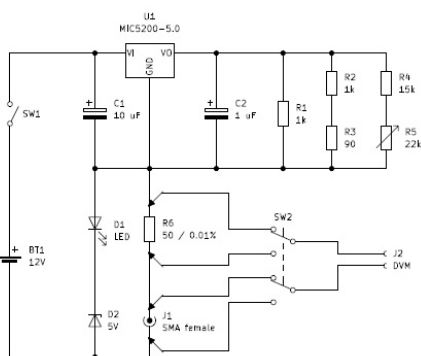 U1
MIC5200-5.0
VI
VO
GND
SW1
C1
10 uF
C2
1 uF
R1
1k
R2
1k
R3
90
R4
15k
R5
22k
D1
LED
R6
50 / 0.01%
SW2
J2
DVM
BT1
12V
D2
5V
J1
SMA female